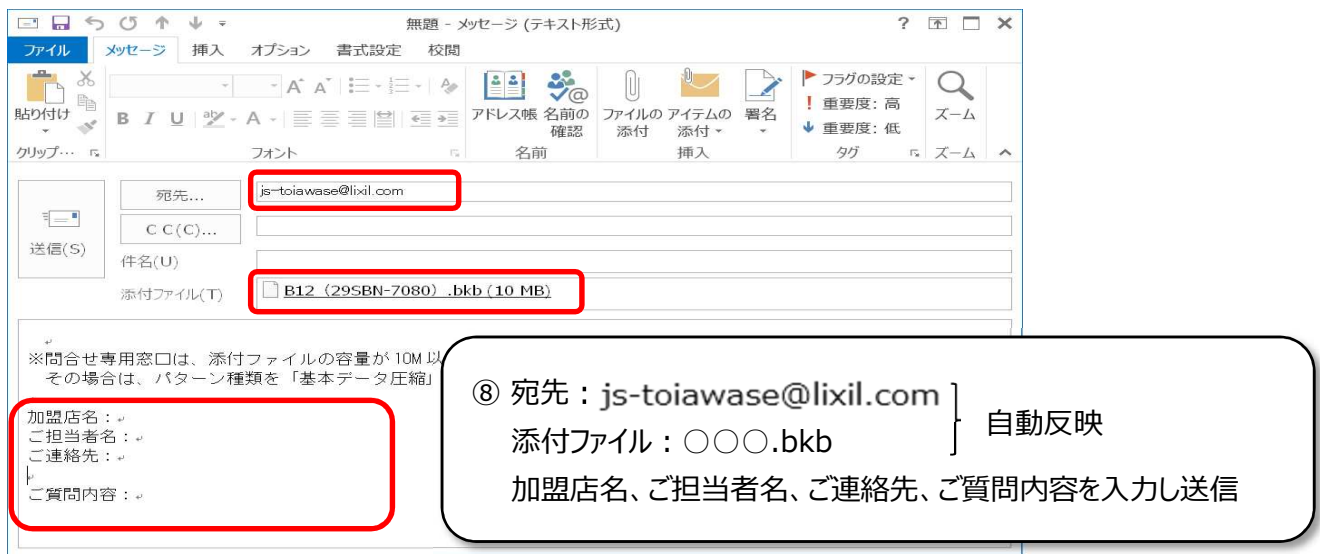 無題 - メッセージ (テキスト形式)
ファイル メッセージ 挿入 オプション 書式設定 校閲
貼り付け
B I U
アドレス帳 名前の確認
ファイルの添付 アイテムの添付 署名
フラグの設定
重要度: 高
重要度: 低
ズーム
クリップ… フォント 名前 挿入 タグ ズーム
宛先... js-toiawase@lixil.com
C C(C)...
送信(S)
件名(U)
添付ファイル(T) B12（29SBN-7080）.bkb (10 MB)
※問合せ専用窓口は、添付ファイルの容量が10M以
その場合は、パターン種類を「基本データ圧縮」
加盟店名：
ご担当者名：
ご連絡先：
ご質問内容：
⑧ 宛先：js-toiawase@lixil.com
添付ファイル：○○○.bkb
自動反映
加盟店名、ご担当者名、ご連絡先、ご質問内容を入力し送信